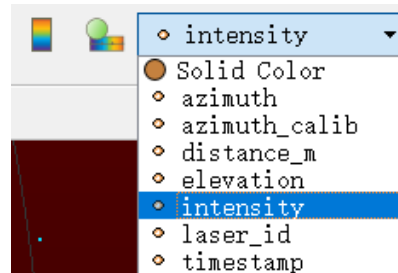 intensity
Solid Color
azimuth
azimuth_calib
distance_m
elevation
intensity
laser_id
timestamp